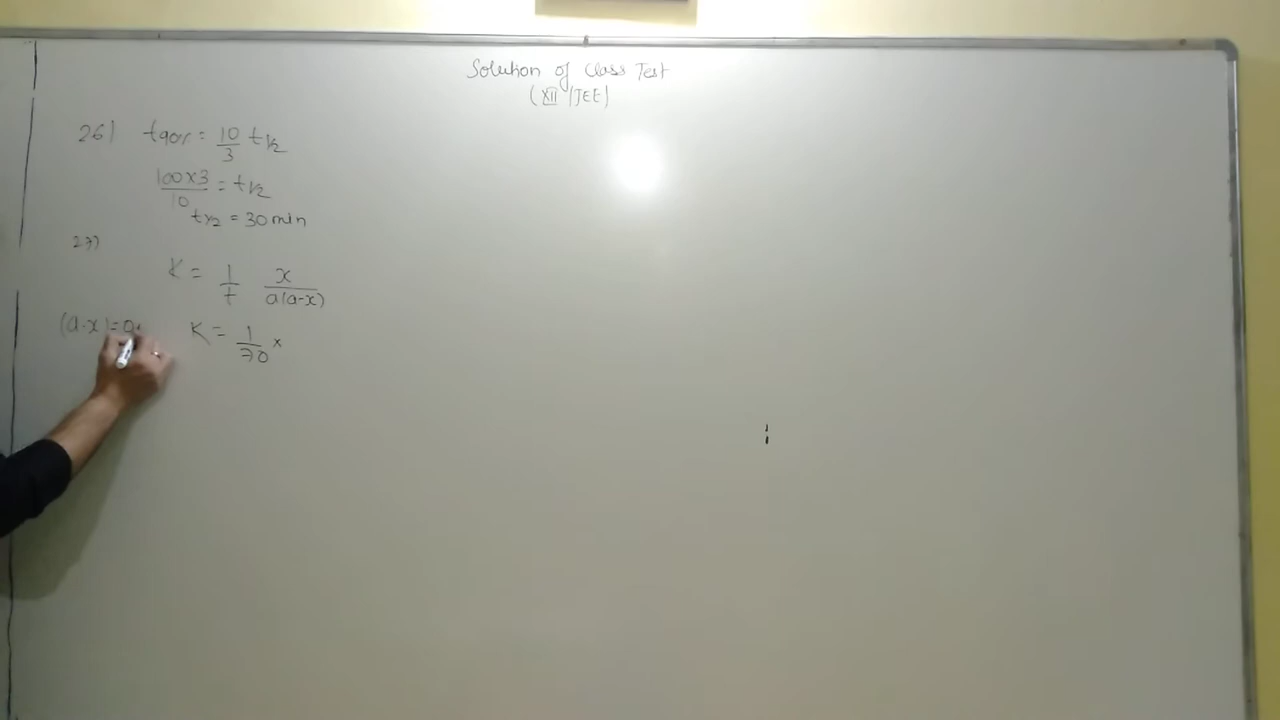 Solution of Class Test
(XII/JEE)
26) t90% = 10/3 t1/2
100 x 3/10 = t1/2
t1/2 = 30 min
27)
K = 1/t x/a(a-x)
(a-x)=0. K = 1/70 x